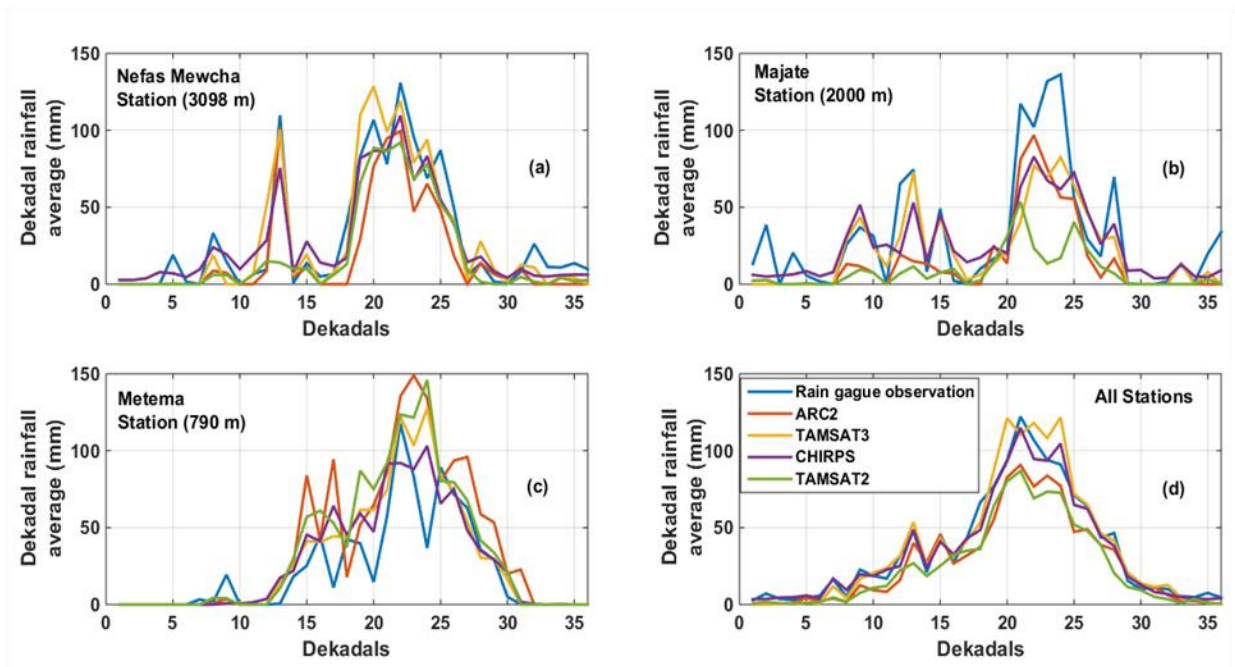 150
100
50
0
Dekadal rainfall
average (mm)
Nefas Mewcha
Station (3098 m)
(a)
0 5 10 15 20 25 30 35
Dekadals
150
100
50
0
Dekadal rainfall
average (mm)
Majate
Station (2000 m)
(b)
0 5 10 15 20 25 30 35
Dekadals
150
100
50
0
Dekadal rainfall
average (mm)
Metema
Station (790 m)
(c)
0 5 10 15 20 25 30 35
Dekadals
150
100
50
0
Dekadal rainfall
average (mm)
Rain gague observation
ARC2
TAMSAT3
CHIRPS
TAMSAT2
All Stations
(d)
0 5 10 15 20 25 30 35
Dekadals